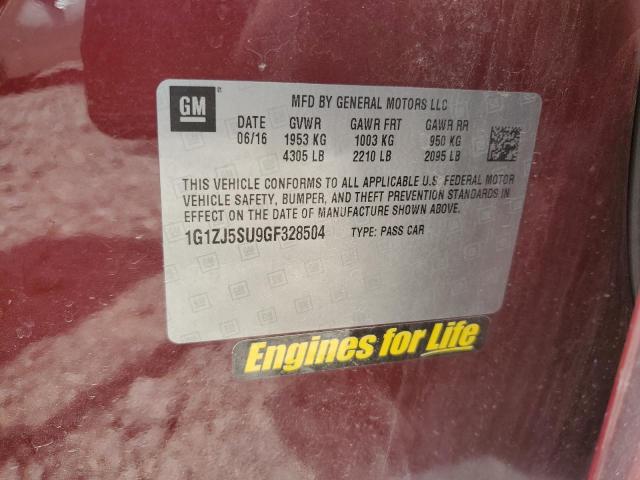 GM
MFD BY GENERAL MOTORS LLC
DATE GVWR GAWR FRT GAWR RR
06/16 1953 KG 1003 KG 950 KG
4305 LB 2210 LB 2095 LB
THIS VEHICLE CONFORMS TO ALL APPLICABLE U.S. FEDERAL MOTOR
VEHICLE SAFETY, BUMPER, AND THEFT PREVENTION STANDARDS IN
EFFECT ON THE DATE OF MANUFACTURE SHOWN ABOVE.
1G1ZJ5SU9GF328504 TYPE: PASS CAR
Engines for Life